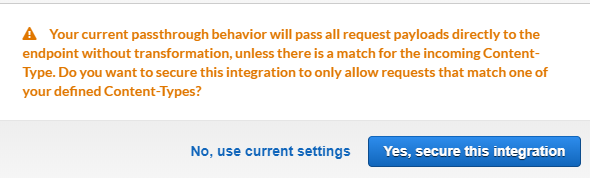 Your current passthrough behavior will pass all request payloads directly to the
endpoint without transformation, unless there is a match for the incoming Content-
Type. Do you want to secure this integration to only allow requests that match one of
your defined Content-Types?
No, use current settings
Yes, secure this integration